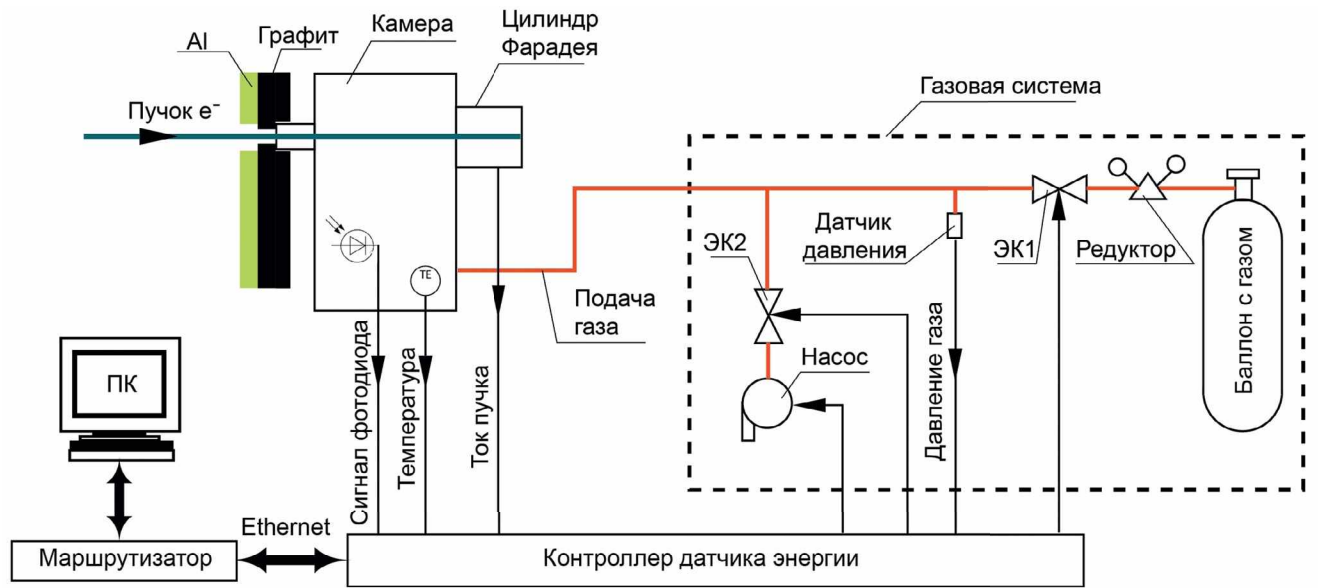 Al
Графит
Камера
Цилиндр
Фарадея
Газовая система
Пучок e⁻
ЭК2
Датчик
давления
ЭК1
Редуктор
Баллон с газом
TE
Подача
газа
Насос
ПК
Сигнал фотодиода
Температура
Ток пучка
Давление газа
Ethernet
Маршрутизатор
Контроллер датчика энергии